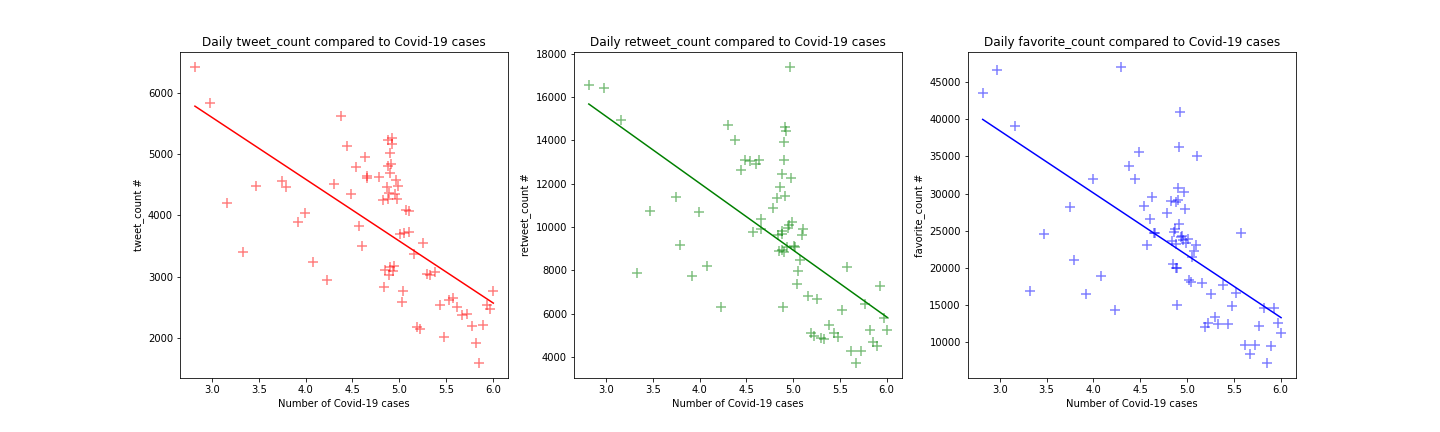 Daily tweet_count compared to Covid-19 cases
tweet_count #
6000
5000
4000
3000
2000
3.0 3.5 4.0 4.5 5.0 5.5 6.0
Number of Covid-19 cases
Daily retweet_count compared to Covid-19 cases
retweet_count #
18000
16000
14000
12000
10000
8000
6000
4000
3.0 3.5 4.0 4.5 5.0 5.5 6.0
Number of Covid-19 cases
Daily favorite_count compared to Covid-19 cases
favorite_count #
45000
40000
35000
30000
25000
20000
15000
10000
3.0 3.5 4.0 4.5 5.0 5.5 6.0
Number of Covid-19 cases